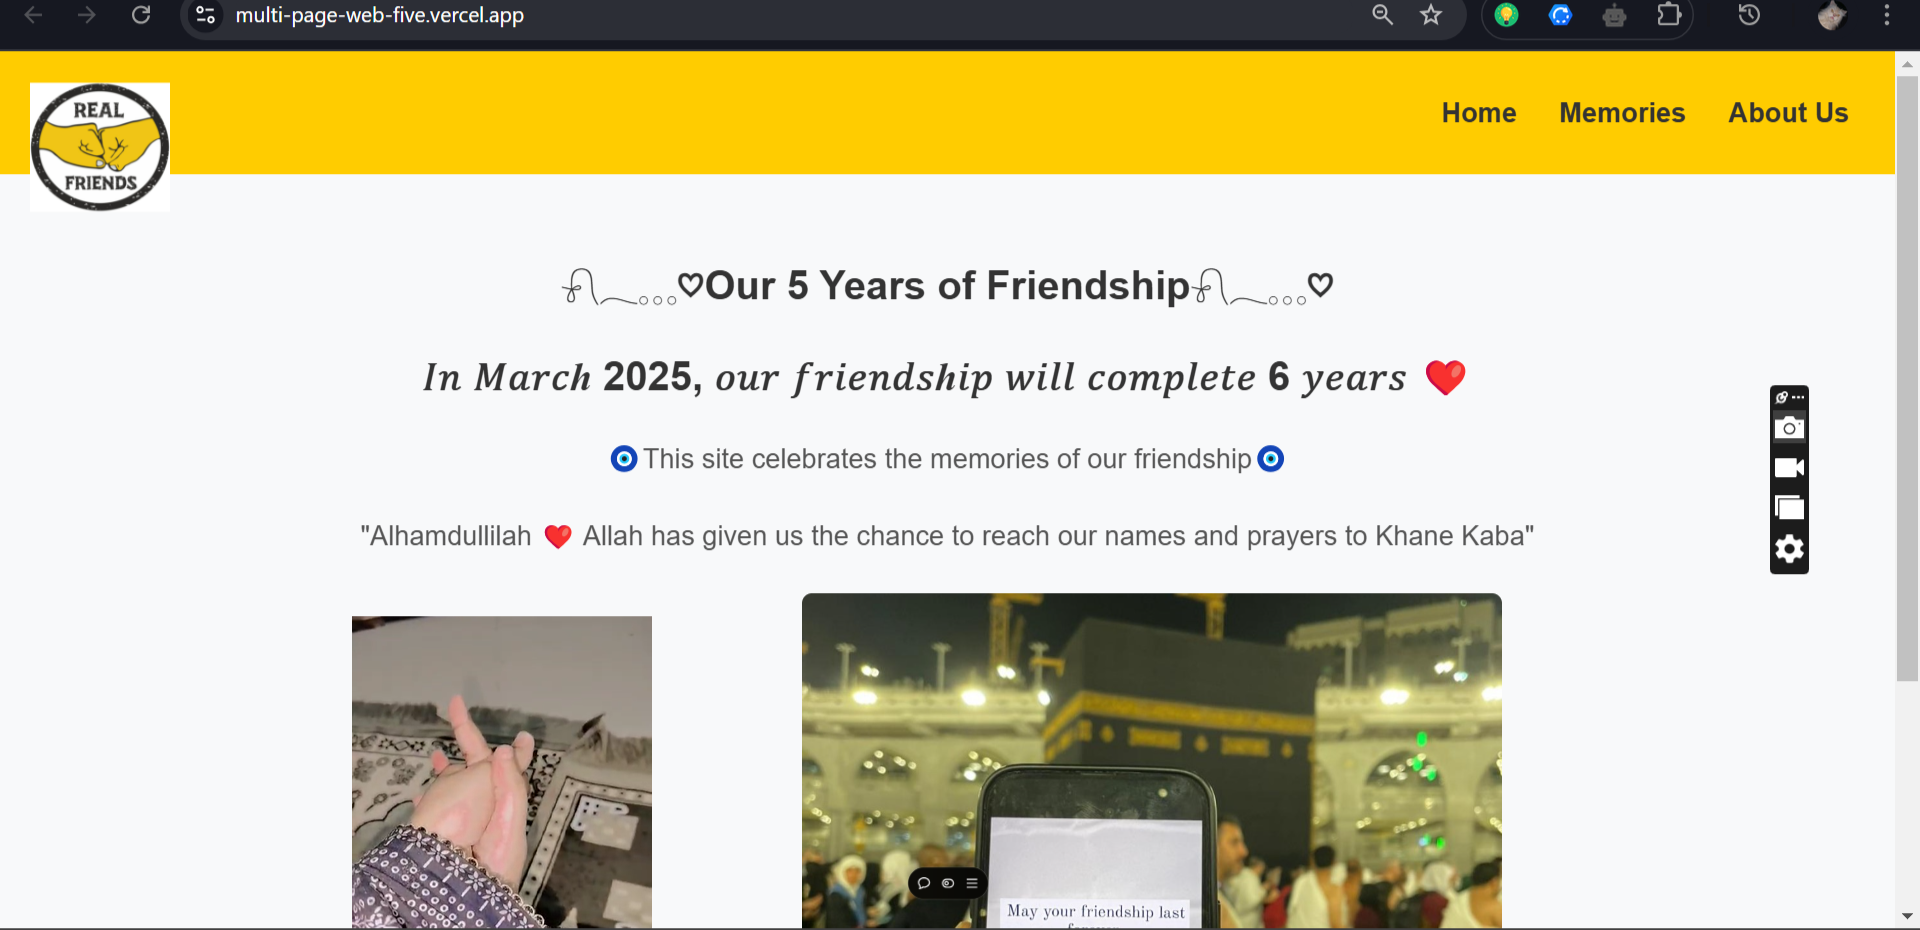 multi-page-web-five.vercel.app
REAL
FRIENDS
Home Memories About Us
ჩ﹏ₒₒₒ♡Our 5 Years of Friendshipჩ﹏ₒₒₒ♡
In March 2025, our friendship will complete 6 years ❤️
🧿This site celebrates the memories of our friendship🧿
"Alhamdullilah ❤️ Allah has given us the chance to reach our names and prayers to Khane Kaba"
May your friendship last